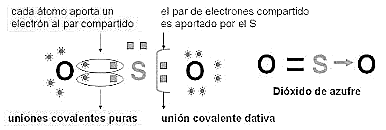 cada átomo aporta un
electrón al par compartido
el par de electrones compartido
es aportado por el S
O S O
O = S → O
Dióxido de azufre
uniones covalentes puras
unión covalente dativa